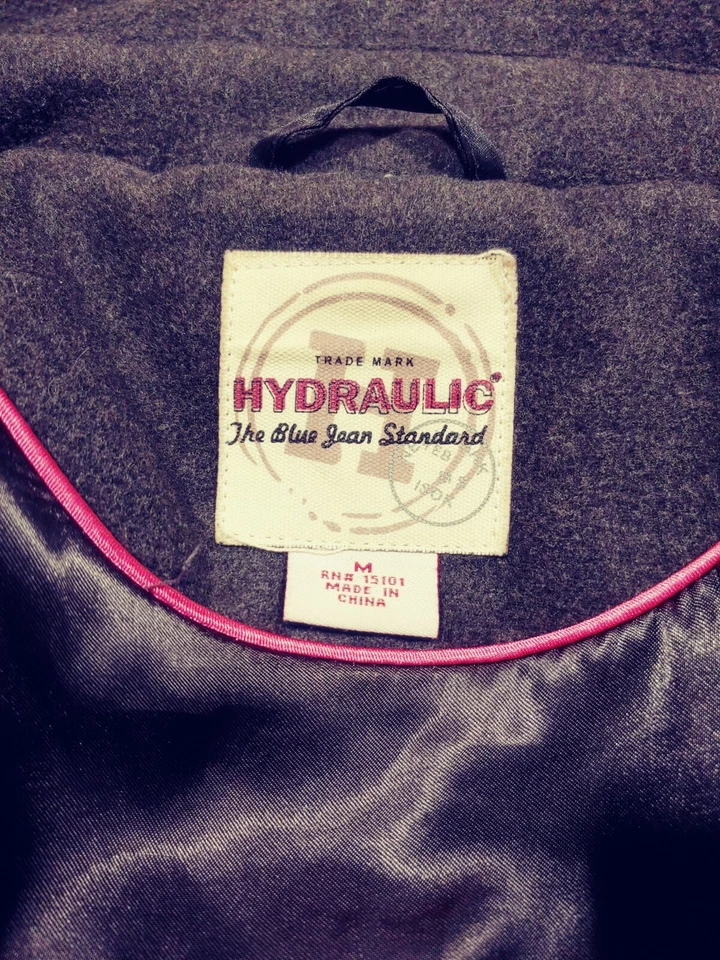 TRADE MARK
HYDRAULIC®
The Blue Jean Standard
M
RN# 15101
MADE IN
CHINA